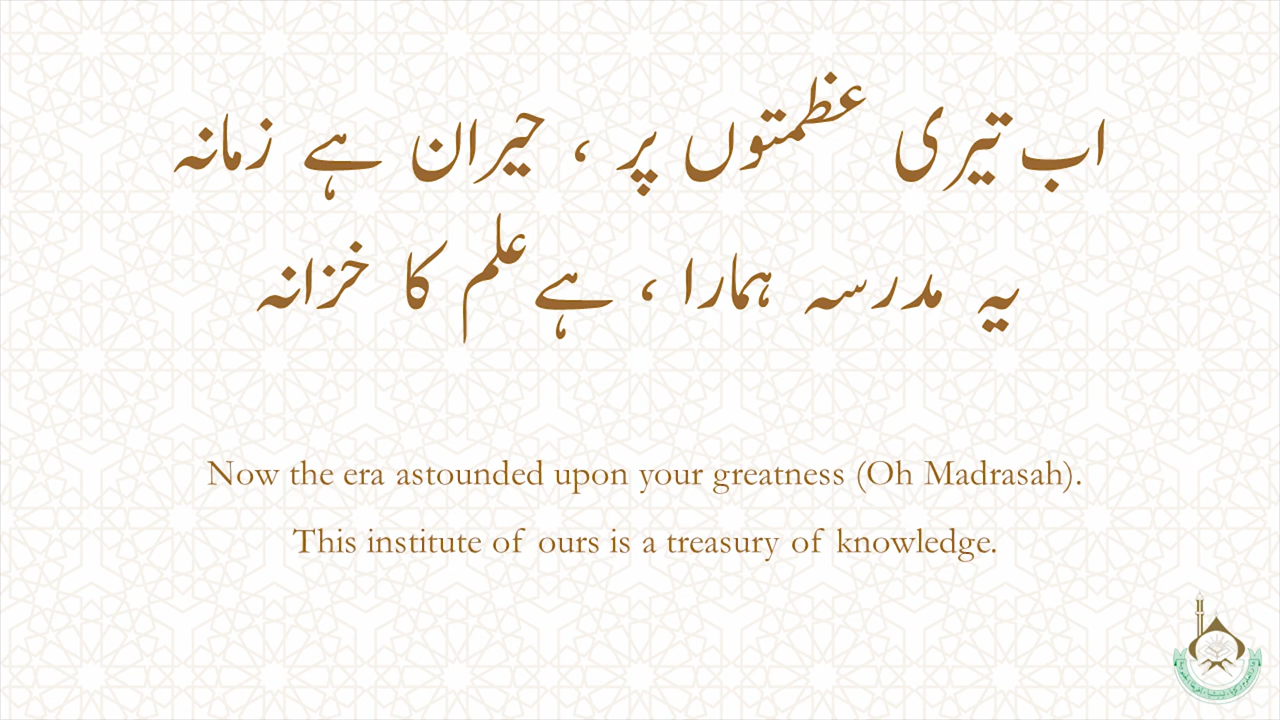 اب تیری عظمتوں پر ، حیران ہے زمانہ
یہ مدرسہ ہمارا ، ہے علم کا خزانہ
Now the era astounded upon your greatness (Oh Madrasah).
This institute of ours is a treasury of knowledge.